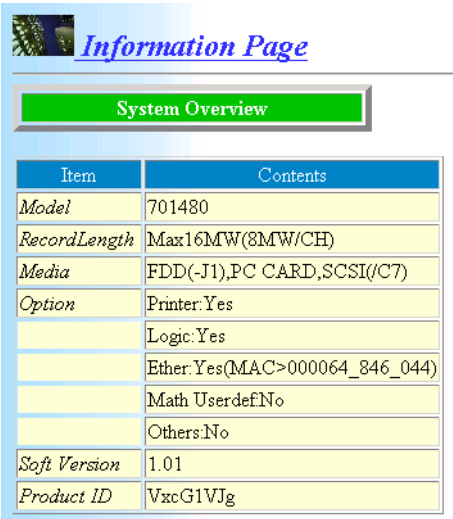 Information Page
System Overview
Item Contents
Model 701480
RecordLength Max16MW(8MW/CH)
Media FDD(-J1),PC CARD,SCSI(/C7)
Option Printer:Yes
Logic:Yes
Ether:Yes(MAC>000064_846_044)
Math Userdef:No
Others:No
Soft Version 1.01
Product ID VxcG1VJg